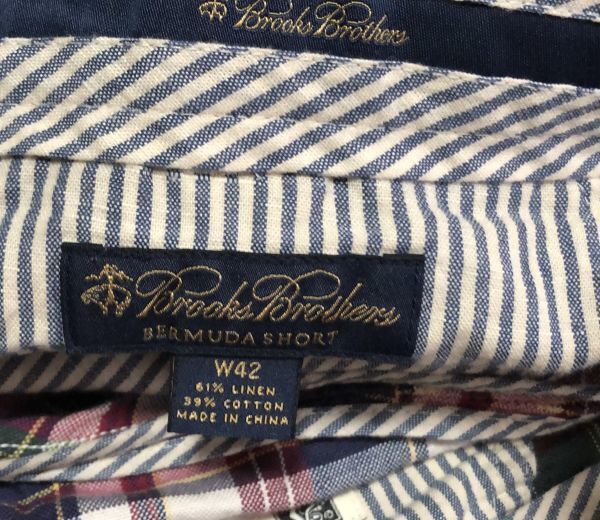 Brooks Brothers
Brooks Brothers
BERMUDA SHORT
W42
61% LINEN
39% COTTON
MADE IN CHINA